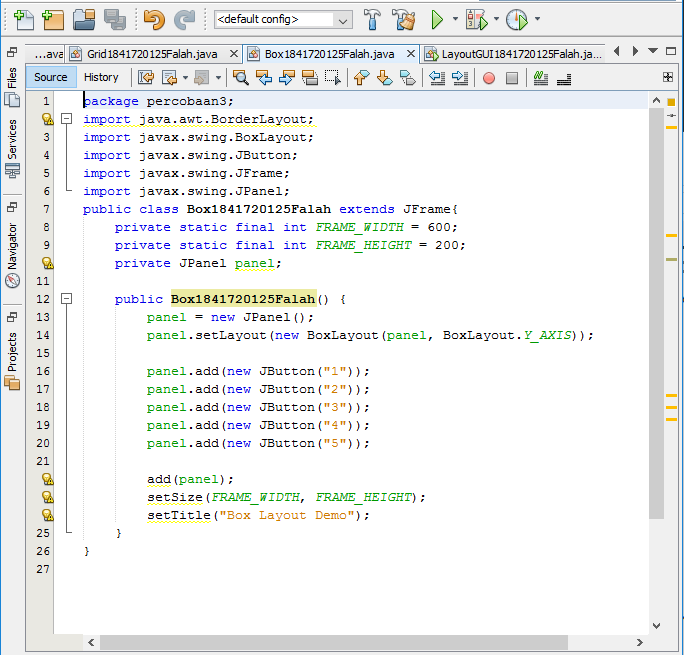 <default config>
...ava Grid1841720125Falah.java Box1841720125Falah.java LayoutGUI1841720125Falah.ja...
Source History
Files
Services
Navigator
Projects
1 package percobaan3;
import java.awt.BorderLayout;
3 import javax.swing.BoxLayout;
4 import javax.swing.JButton;
5 import javax.swing.JFrame;
6 import javax.swing.JPanel;
7 public class Box1841720125Falah extends JFrame{
8 private static final int FRAME_WIDTH = 600;
9 private static final int FRAME_HEIGHT = 200;
private JPanel panel;
11
12 public Box1841720125Falah() {
13 panel = new JPanel();
14 panel.setLayout(new BoxLayout(panel, BoxLayout.Y_AXIS));
15
16 panel.add(new JButton("1"));
17 panel.add(new JButton("2"));
18 panel.add(new JButton("3"));
19 panel.add(new JButton("4"));
20 panel.add(new JButton("5"));
21
add(panel);
setSize(FRAME_WIDTH, FRAME_HEIGHT);
setTitle("Box Layout Demo");
25 }
26 }
27